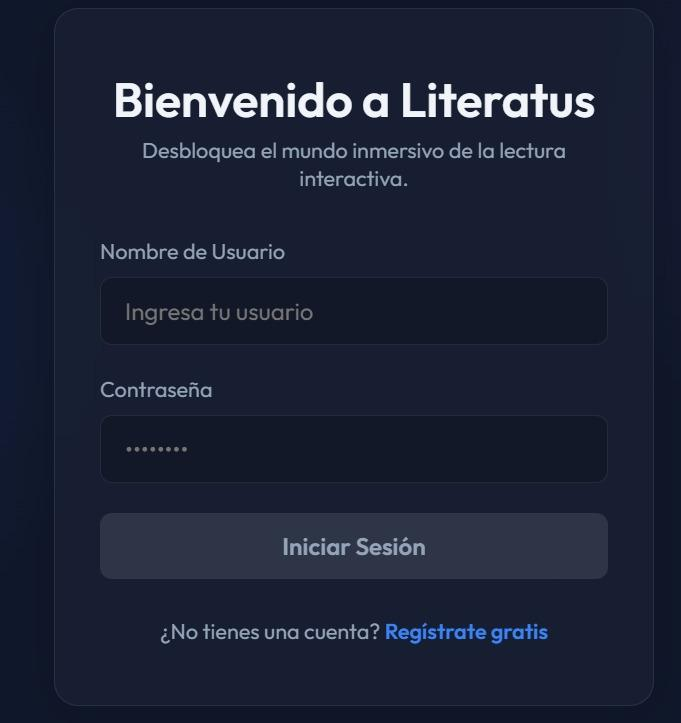 Bienvenido a Literatus
Desbloquea el mundo inmersivo de la lectura
interactiva.
Nombre de Usuario
Ingresa tu usuario
Contraseña
••••••••
Iniciar Sesión
¿No tienes una cuenta? Regístrate gratis